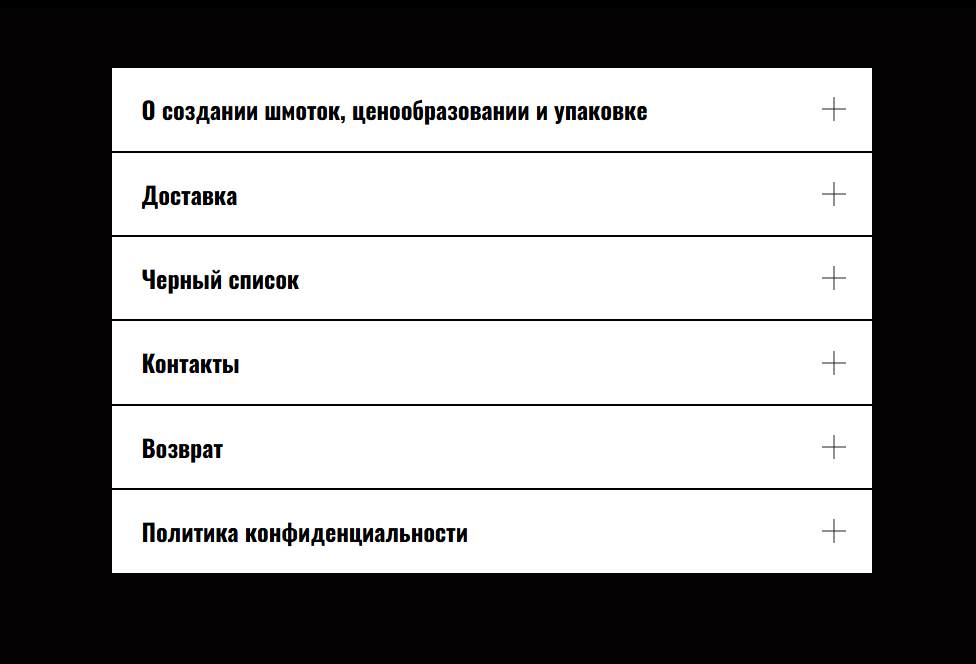 О создании шмоток, ценообразовании и упаковке
Доставка
Черный список
Контакты
Возврат
Политика конфиденциальности